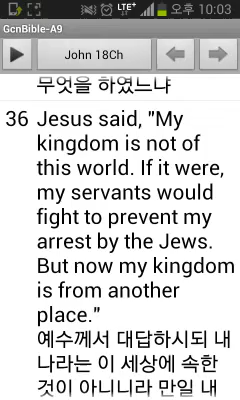 LTE 오후 10:03
GcnBible-A9
John 18Ch
무엇을 하였느냐
36 Jesus said, "My
kingdom is not of
this world. If it were,
my servants would
fight to prevent my
arrest by the Jews.
But now my kingdom
is from another
place."
예수께서 대답하시되 내
나라는 이 세상에 속한
것이 아니니라 만일 내